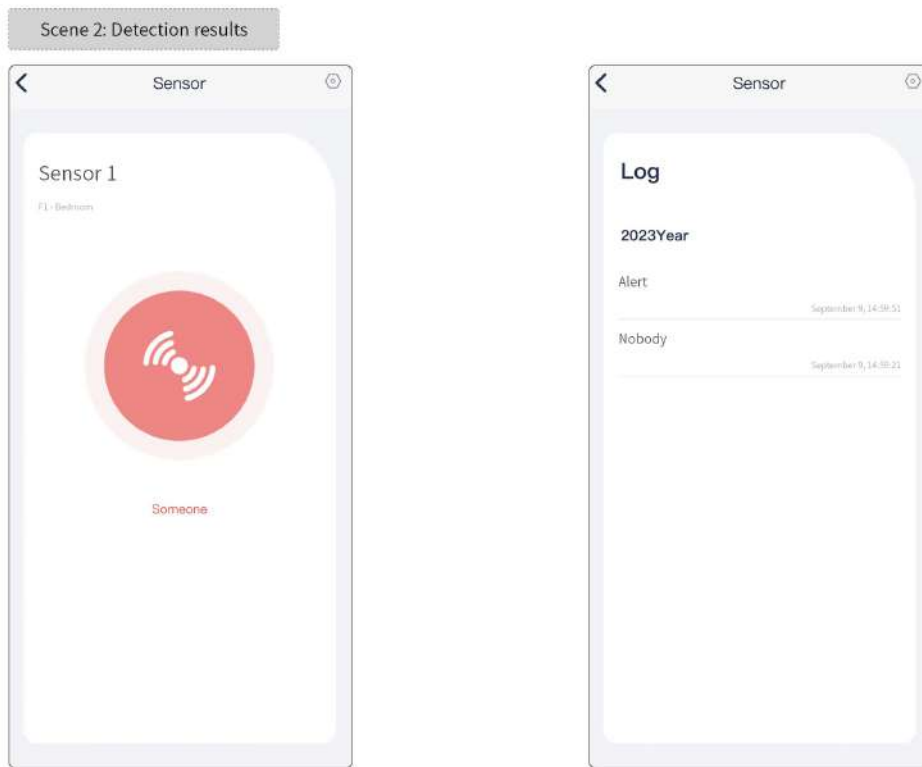 Scene 2: Detection results
Sensor
Sensor 1
F1 - Bedroom
Someone
Sensor
Log
2023Year
Alert
September 9, 14:59:51
Nobody
September 9, 14:59:21